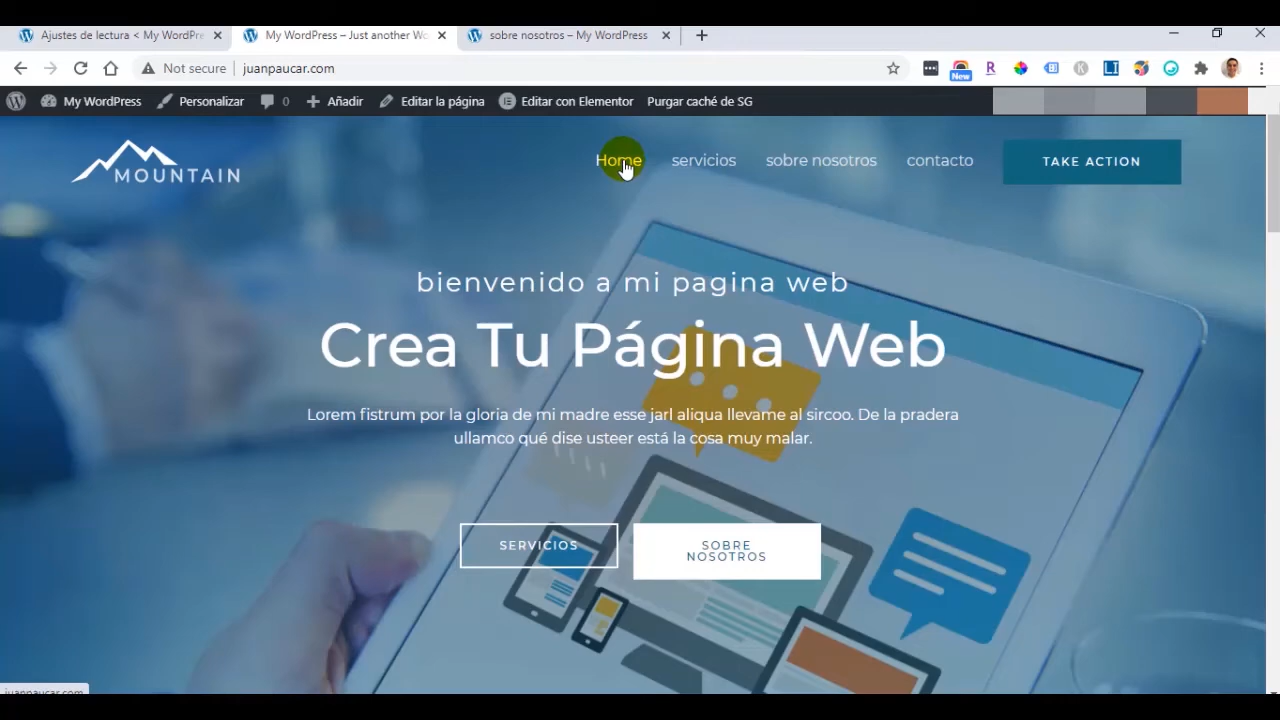 Ajustes de lectura < My WordPre
My WordPress – Just another Wo
sobre nosotros – My WordPress
Not secure juanpaucar.com
New
My WordPress 0 Añadir Personalizar Editar la página Editar con Elementor Purgar caché de SG
MOUNTAIN
Home servicios sobre nosotros contacto TAKE ACTION
bienvenido a mi pagina web
Crea Tu Página Web
Lorem fistrum por la gloria de mi madre esse jarl aliqua llevame al sircoo. De la pradera
ullamco qué dise usteer está la cosa muy malar.
SERVICIOS
SOBRE
NOSOTROS
juanpaucar.com